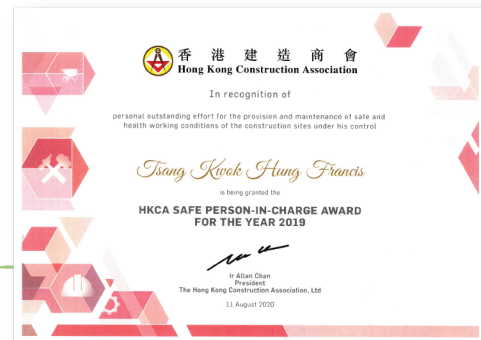 香港建造商會
Hong Kong Construction Association
In recognition of
personal outstanding effort for the provision and maintenance of safe and
health working conditions of the construction sites under his control
Tsang Kwok Hung Francis
is being granted the
HKCA SAFE PERSON-IN-CHARGE AWARD
FOR THE YEAR 2019
Ir Allan Chan
President
The Hong Kong Construction Association, Ltd
11 August 2020